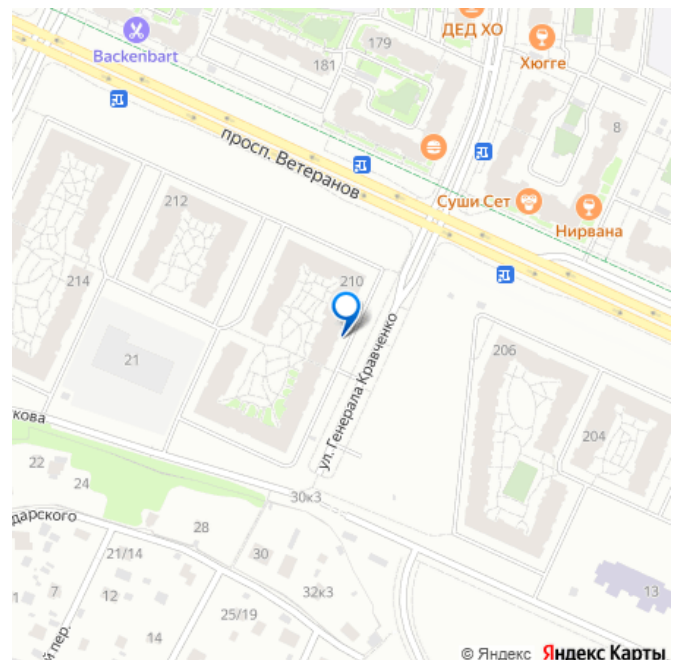 ДЕД ХО
179
Backenbart
Хюгге
181
8
просп. Ветеранов
212
Суши Сет
Нирвана
210
214
206
21
ул. Генерала Кравченко
204
кова
22
24
30к3
дарского
28
21/14
30
7
12
32к3
13
1
25/19
14
й пер.
© Яндекс Яндекс Карты